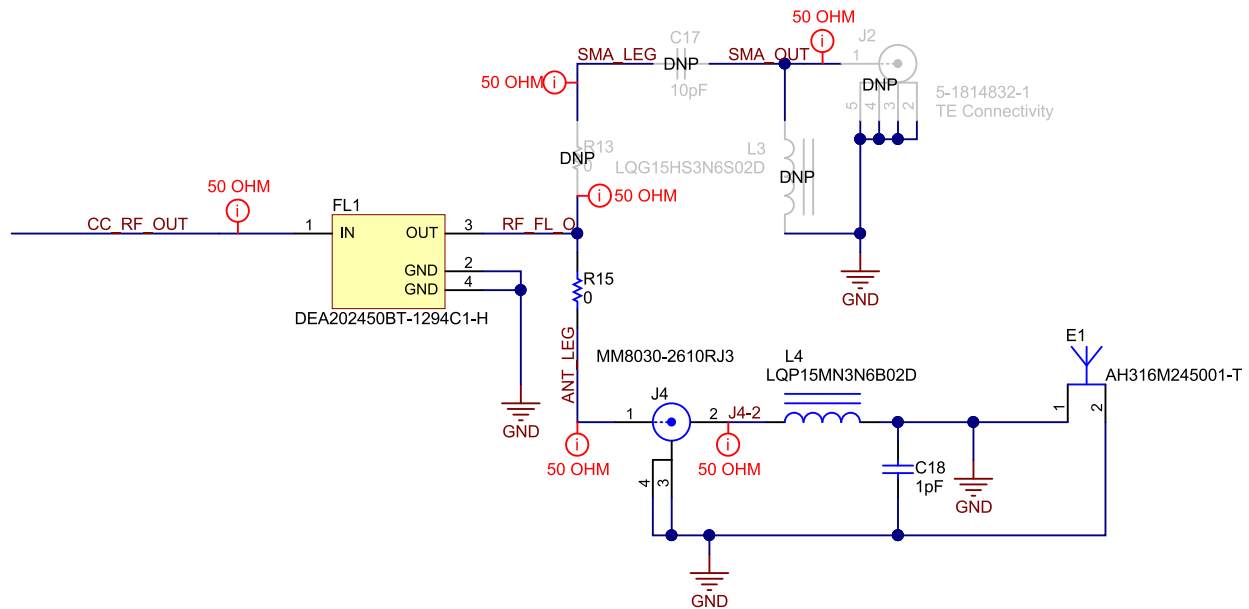 50 OHM
C17
SMA_LEG
DNP
SMA_OUT
10pF
50 OHM
J2
1
DNP
5
4
3
2
5-1814832-1
TE Connectivity
R13
DNP
0
L3
LQG15HS3N6S02D
DNP
50 OHM
GND
50 OHM
CC_RF_OUT
FL1
1
IN
OUT
3
GND
2
GND
4
DEA202450BT-1294C1-H
RF_FL_O
GND
R15
0
ANT_LEG
50 OHM
MM8030-2610RJ3
J4
1
2
J4-2
4
3
50 OHM
L4
LQP15MN3N6B02D
C18
1pF
GND
GND
E1
AH316M245001-T
1
2